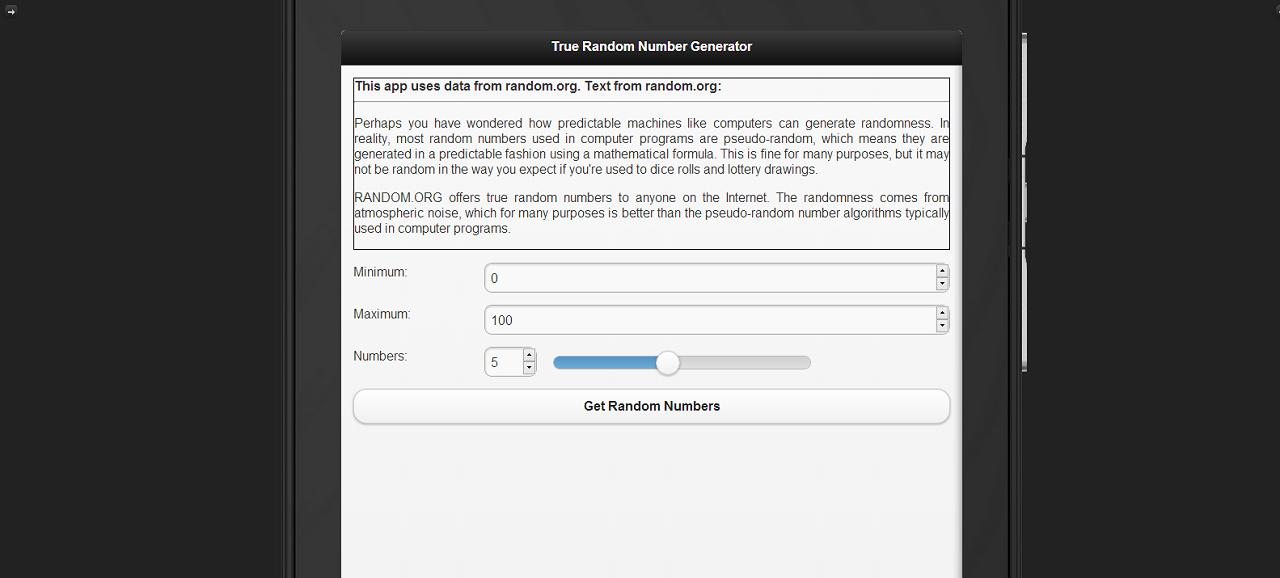 True Random Number Generator
This app uses data from random.org. Text from random.org:
Perhaps you have wondered how predictable machines like computers can generate randomness. In
reality, most random numbers used in computer programs are pseudo-random, which means they are
generated in a predictable fashion using a mathematical formula. This is fine for many purposes, but it may
not be random in the way you expect if you're used to dice rolls and lottery drawings.
RANDOM.ORG offers true random numbers to anyone on the Internet. The randomness comes from
atmospheric noise, which for many purposes is better than the pseudo-random number algorithms typically
used in computer programs.
Minimum: 0
Maximum: 100
Numbers: 5
Get Random Numbers